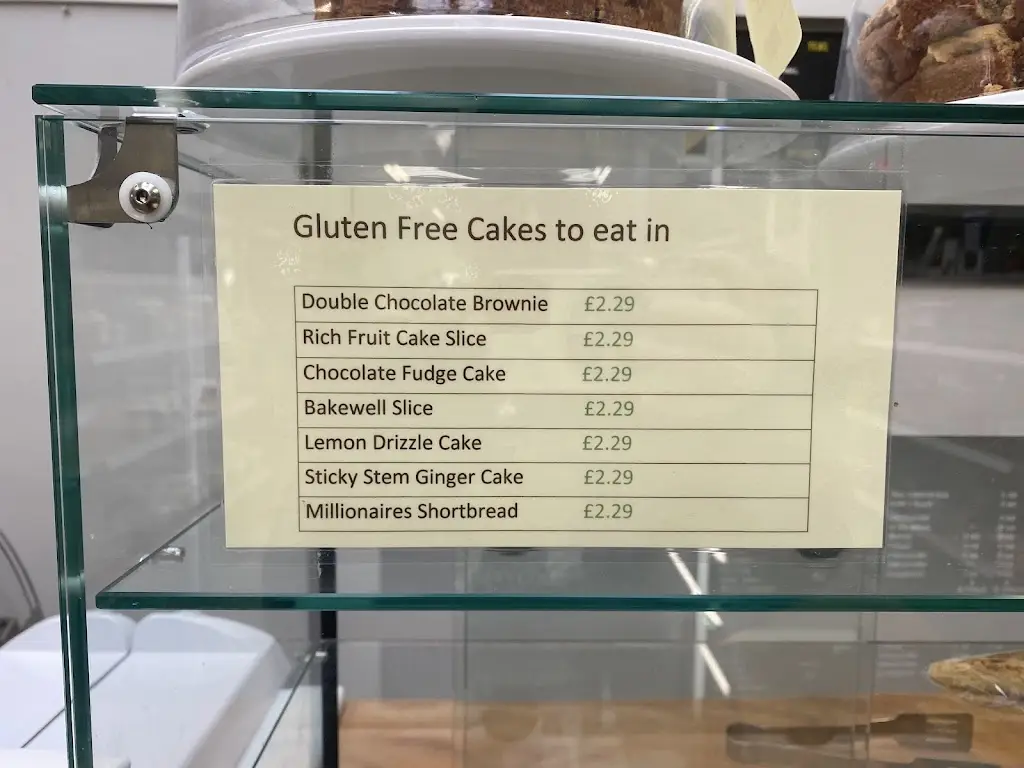 Gluten Free Cakes to eat in
Double Chocolate Brownie £2.29
Rich Fruit Cake Slice £2.29
Chocolate Fudge Cake £2.29
Bakewell Slice £2.29
Lemon Drizzle Cake £2.29
Sticky Stem Ginger Cake £2.29
Millionaires Shortbread £2.29